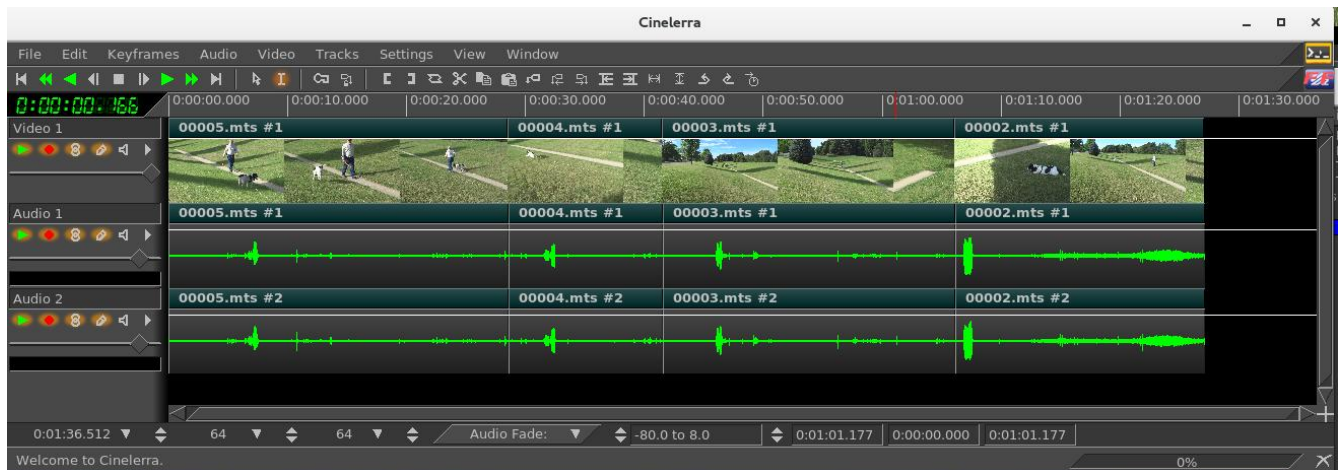 Cinelerra
File Edit Keyframes Audio Video Tracks Settings View Window
0:00:00.166 0:00:00.000 0:00:10.000 0:00:20.000 0:00:30.000 0:00:40.000 0:00:50.000 0:01:00.000 0:01:10.000 0:01:20.000 0:01:30.000
Video 1 00005.mts #1 00004.mts #1 00003.mts #1 00002.mts #1
Audio 1 00005.mts #1 00004.mts #1 00003.mts #1 00002.mts #1
Audio 2 00005.mts #2 00004.mts #2 00003.mts #2 00002.mts #2
0:01:36.512 64 64 Audio Fade: -80.0 to 8.0 0:01:01.177 0:00:00.000 0:01:01.177
Welcome to Cinelerra. 0%